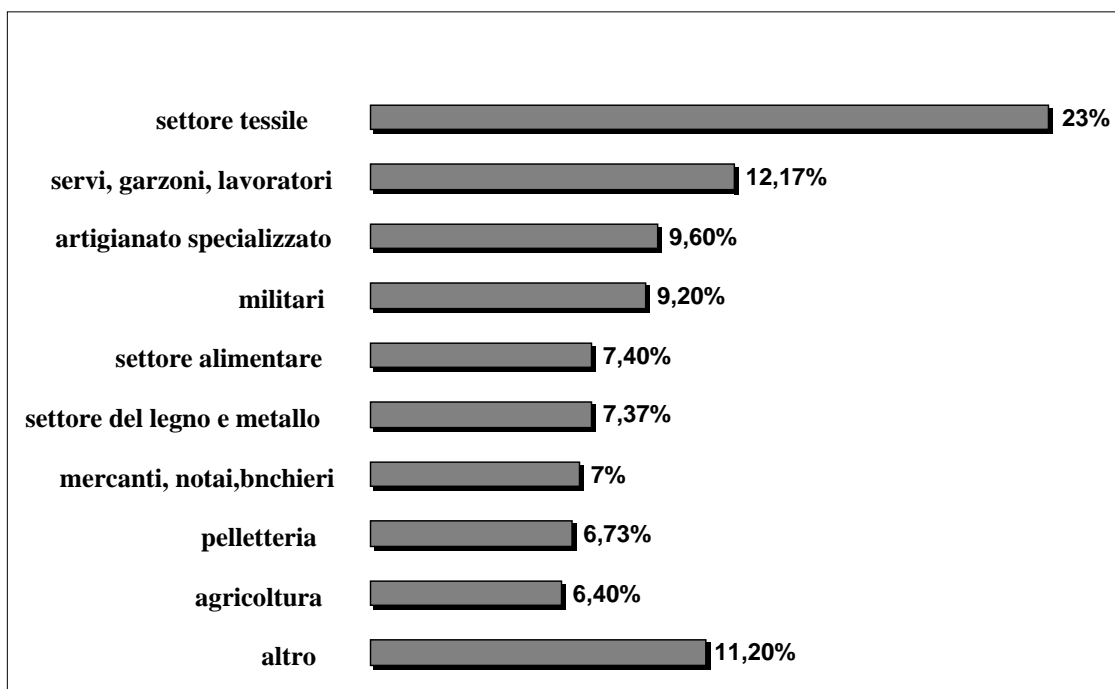 settore tessile 23%
servi, garzoni, lavoratori 12,17%
artigianato specializzato 9,60%
militari 9,20%
settore alimentare 7,40%
settore del legno e metallo 7,37%
mercanti, notai,bnchieri 7%
pelletteria 6,73%
agricoltura 6,40%
altro 11,20%